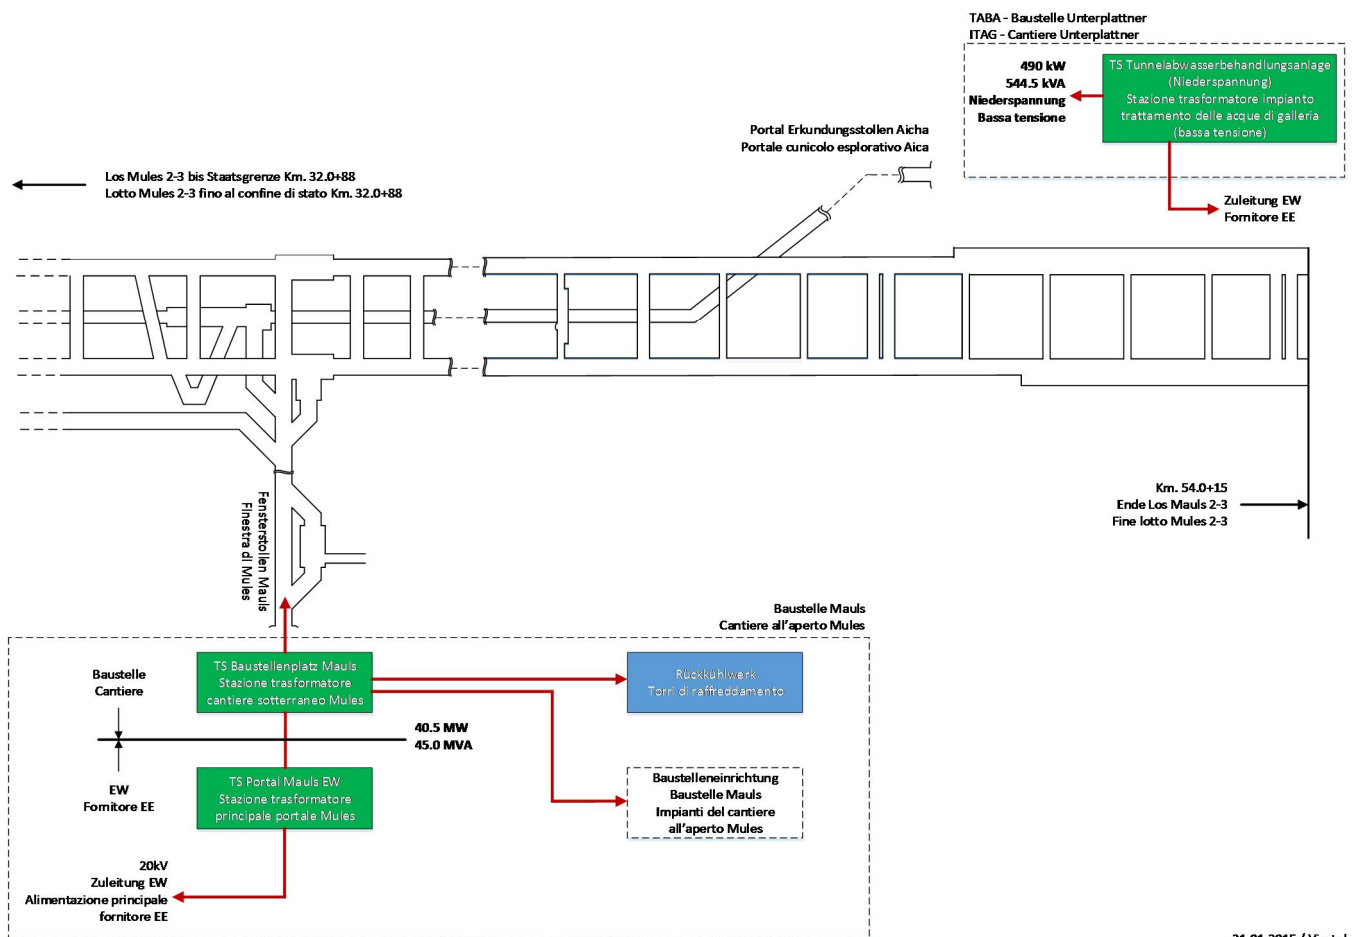 TABA - Baustelle Unterplattner
ITAG - Cantiere Unterplattner
490 kW
544.5 kVA
Niederspannung
Bassa tensione
TS Tunnelabwasserbehandlungsanlage
(Niederspannung)
Stazione trasformatore impianto
trattamento delle acque di galleria
(bassa tensione)
Zuleitung EW
Fornitore EE
Portal Erkundungsstollen Aicha
Portale cunicolo esplorativo Aica
Los Mules 2-3 bis Staatsgrenze Km. 32.0+88
Lotto Mules 2-3 fino al confine di stato Km. 32.0+88
Km. 54.0+15
Ende Los Mauls 2-3
Fine lotto Mules 2-3
Fensterstollen Mauls
Finestra di Mules
Baustelle Mauls
Cantiere all'aperto Mules
TS Baustellenplatz Mauls
Stazione trasformatore
cantiere sotterraneo Mules
Rückkühlwerk
Torri di raffreddamento
Baustelle
Cantiere
40.5 MW
45.0 MVA
EW
Fornitore EE
TS Portal Mauls EW
Stazione trasformatore
principale portale Mules
Baustelleneinrichtung
Baustelle Mauls
Impianti del cantiere
all'aperto Mules
20kV
Zuleitung EW
Alimentazione principale
fornitore EE